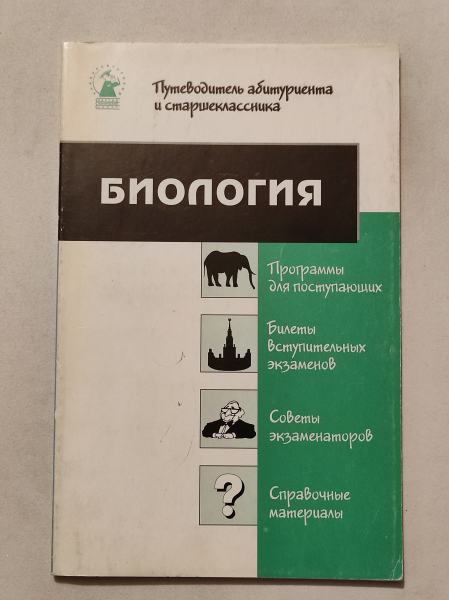 Путеводитель абитуриента
и старшеклассника
БИОЛОГИЯ
Программы
для поступающих
Билеты
вступительных
экзаменов
Советы
экзаменаторов
?
Справочные
материалы